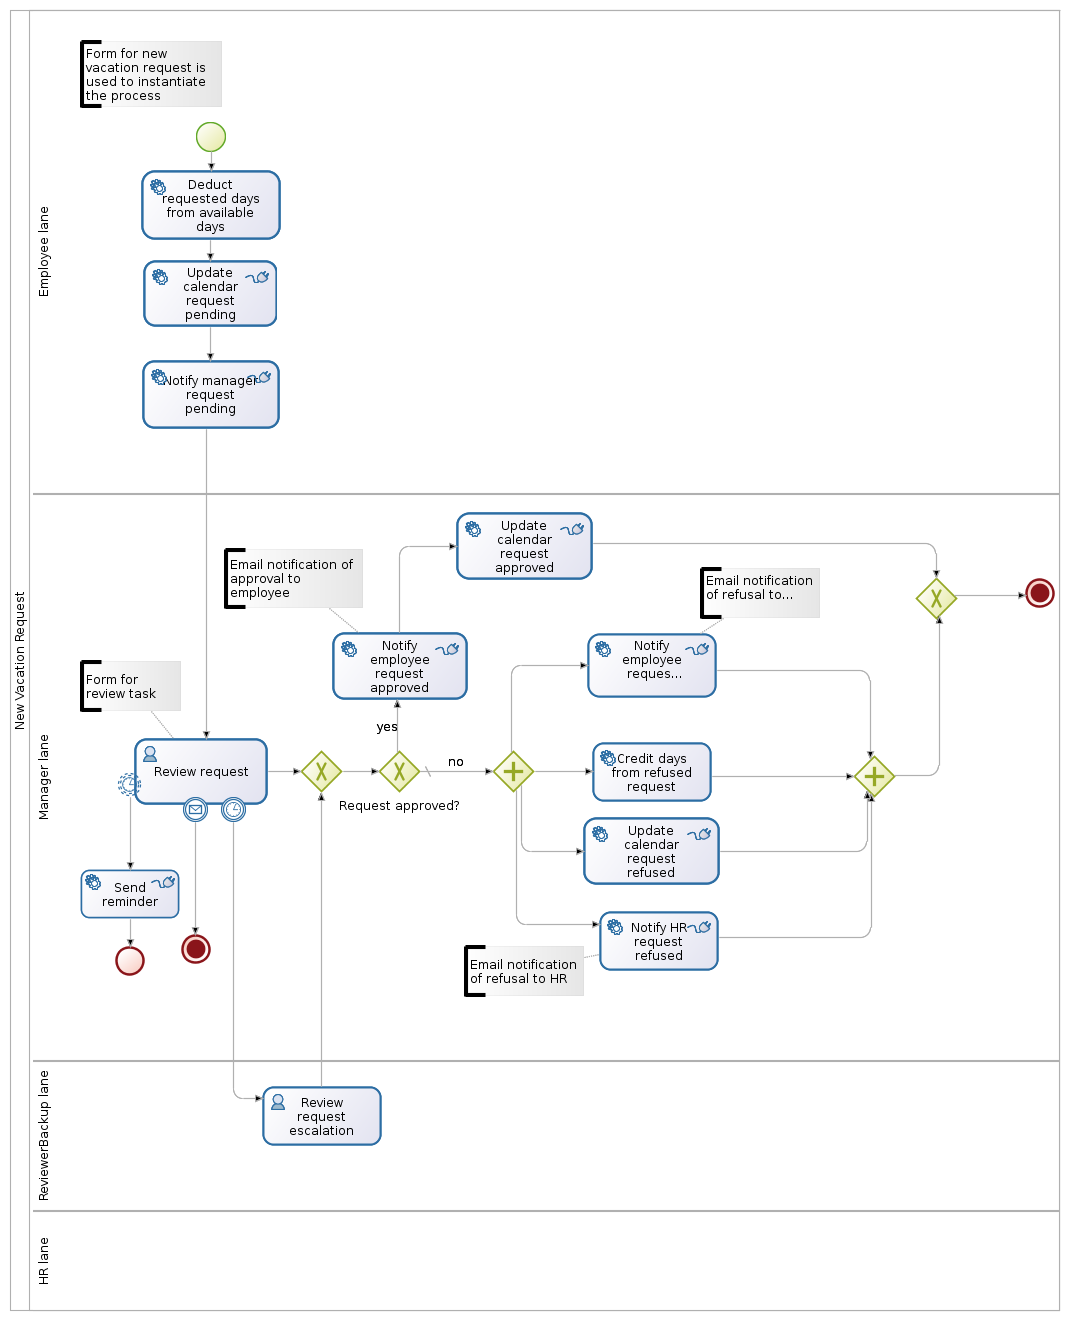 New Vacation Request
Employee lane
Form for new
vacation request is
used to instantiate
the process
Deduct
requested days
from available
days
Update
calendar
request
pending
Notify manager
request
pending
Manager lane
Update
calendar
request
approved
Email notification of
approval to
employee
Email notification
of refusal to...
Notify
employee
request
approved
Notify
employee
reques...
Form for
review task
yes
Review request
no
Request approved?
Credit days
from refused
request
Update
calendar
request
refused
Send
reminder
Notify HR
request
refused
Email notification
of refusal to HR
ReviewerBackup lane
Review
request
escalation
HR lane